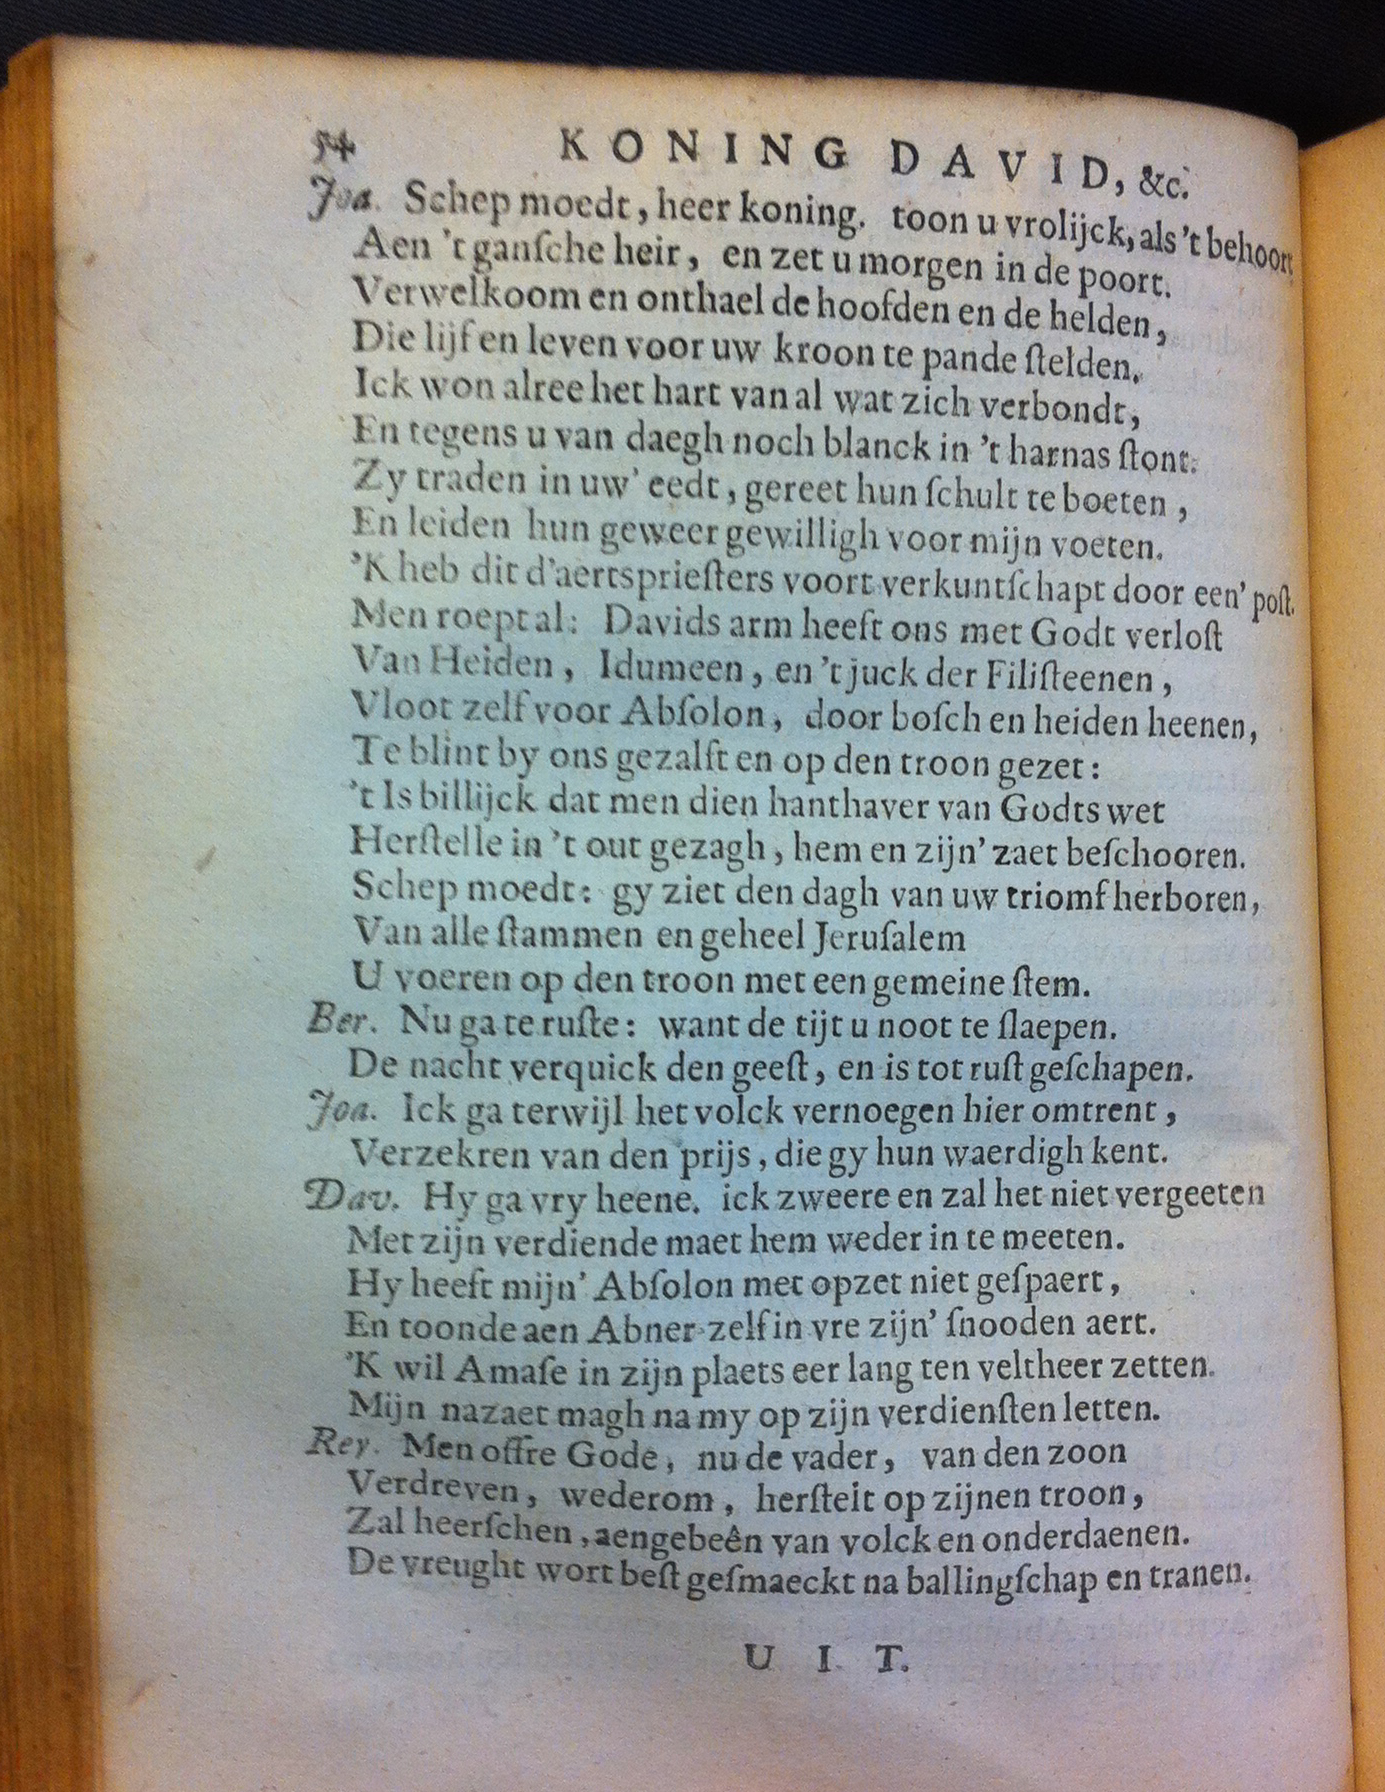 54 KONING DAVID, &c.
Joa. Schep moedt, heer koning. toon u vrolijck, als 't behoort
Aen 't ganſche heir, en zet u morgen in de poort.
Verwelkoom en onthael de hoofden en de helden,
Die lijf en leven voor uw kroon te pande ſtelden.
Ick won alree het hart van al wat zich verbondt,
En tegens u van daegh noch blanck in 't harnas ſtont.
Zy traden in uw' eedt, gereet hun ſchult te boeten,
En leiden hun geweer gewilligh voor mijn voeten.
'K heb dit d'aertsprieſters voort verkuntſchapt door een' poſt.
Men roept al: Davids arm heeft ons met Godt verloſt
Van Heiden, Idumeen, en 't juck der Filiſteenen,
Vloot zelf voor Abſolon, door boſch en heiden heenen,
Te blint by ons gezalft en op den troon gezet:
't Is billijck dat men dien hanthaver van Godts wet
Herſtelle in 't out gezagh, hem en zijn' zaet beſchooren.
Schep moedt: gy ziet den dagh van uw triomf herboren,
Van alle ſtammen en geheel Jeruſalem
U voeren op den troon met een gemeine ſtem.
Ber. Nu ga te ruſte: want de tijt u noot te ſlaepen.
De nacht verquick den geeſt, en is tot ruſt geſchapen.
Joa. Ick ga terwijl het volck vernoegen hier omtrent,
Verzekren van den prijs, die gy hun waerdigh kent.
Dav. Hy ga vry heene. ick zweere en zal het niet vergeeten
Met zijn verdiende maet hem weder in te meeten.
Hy heeft mijn' Abſolon met opzet niet geſpaert,
En toonde aen Abner zelf in vre zijn' ſnooden aert.
'K wil Amaſe in zijn plaets eer lang ten veltheer zetten.
Mijn nazaet magh na my op zijn verdienſten letten.
Rey. Men offre Gode, nu de vader, van den zoon
Verdreven, wederom, herſtelt op zijnen troon,
Zal heerſchen, aengebeên van volck en onderdaenen.
De vreught wort beſt geſmaeckt na ballingſchap en tranen.
U I T.